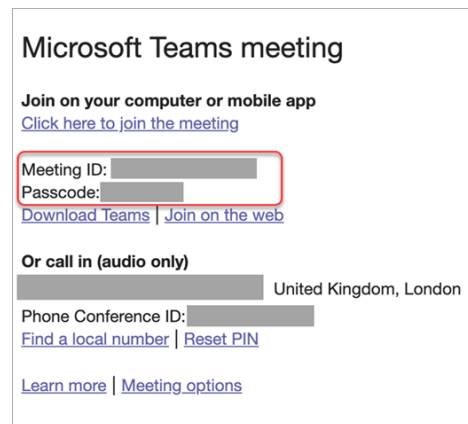 Microsoft Teams meeting
Join on your computer or mobile app
Click here to join the meeting
Meeting ID:
Passcode:
Download Teams | Join on the web
Or call in (audio only)
United Kingdom, London
Phone Conference ID:
Find a local number | Reset PIN
Learn more | Meeting options